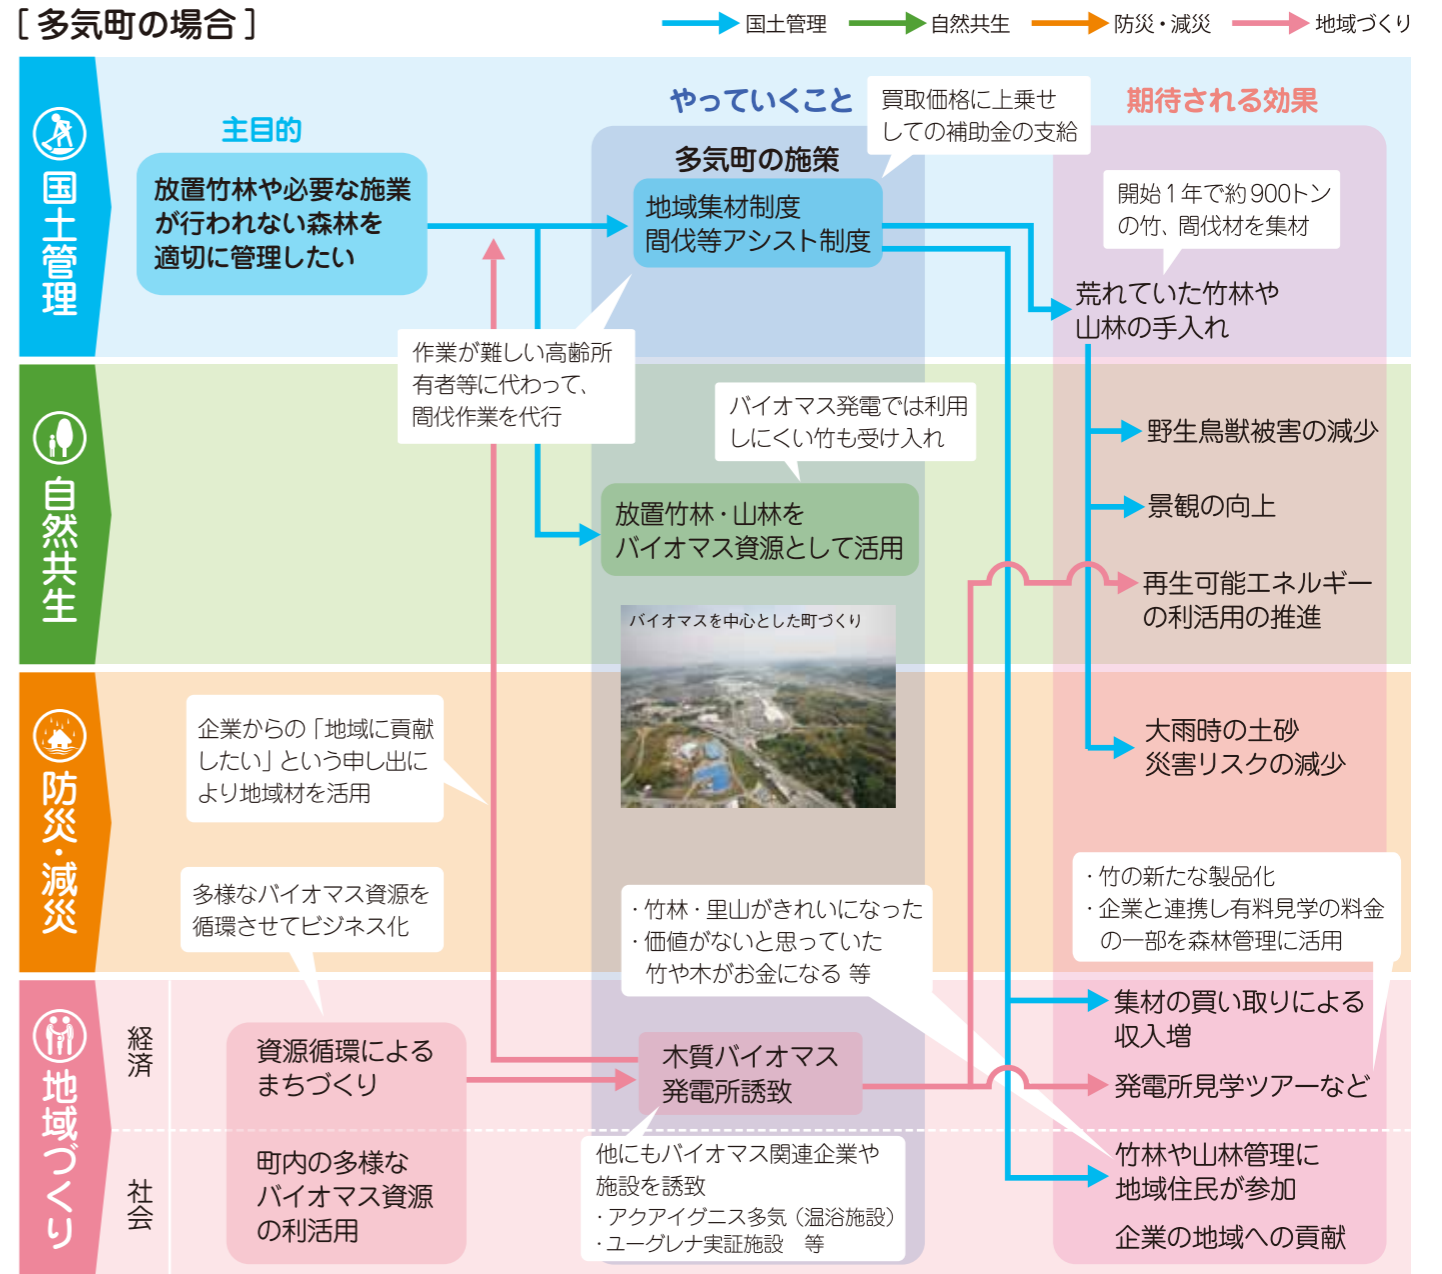 [多気町の場合]
国土管理
自然共生
防災・減災
地域づくり
国土管理
主目的
放置竹林や必要な施業
が行われない森林を
適切に管理したい
やっていくこと
多気町の施策
買取価格に上乗せ
しての補助金の支給
地域集材制度
間伐等アシスト制度
期待される効果
開始1年で約900トン
の竹、間伐材を集材
荒れていた竹林や
山林の手入れ
作業が難しい高齢所
有者等に代わって、
間伐作業を代行
自然共生
バイオマス発電では利用
しにくい竹も受け入れ
放置竹林・山林を
バイオマス資源として活用
野生鳥獣被害の減少
景観の向上
再生可能エネルギー
の利活用の推進
バイオマスを中心とした町づくり
防災・減災
企業からの「地域に貢献
したい」という申し出に
より地域材を活用
大雨時の土砂
災害リスクの減少
多様なバイオマス資源を
循環させてビジネス化
・竹林・里山がきれいになった
・価値がないと思っていた
竹や木がお金になる 等
・竹の新たな製品化
・企業と連携し有料見学の料金
の一部を森林管理に活用
地域づくり
経済
資源循環による
まちづくり
木質バイオマス
発電所誘致
集材の買い取りによる
収入増
発電所見学ツアーなど
社会
町内の多様な
バイオマス資源
の利活用
他にもバイオマス関連企業や
施設を誘致
・アクアイグニス多気（温浴施設）
・ユーグレナ実証施設 等
竹林や山林管理に
地域住民が参加
企業の地域への貢献